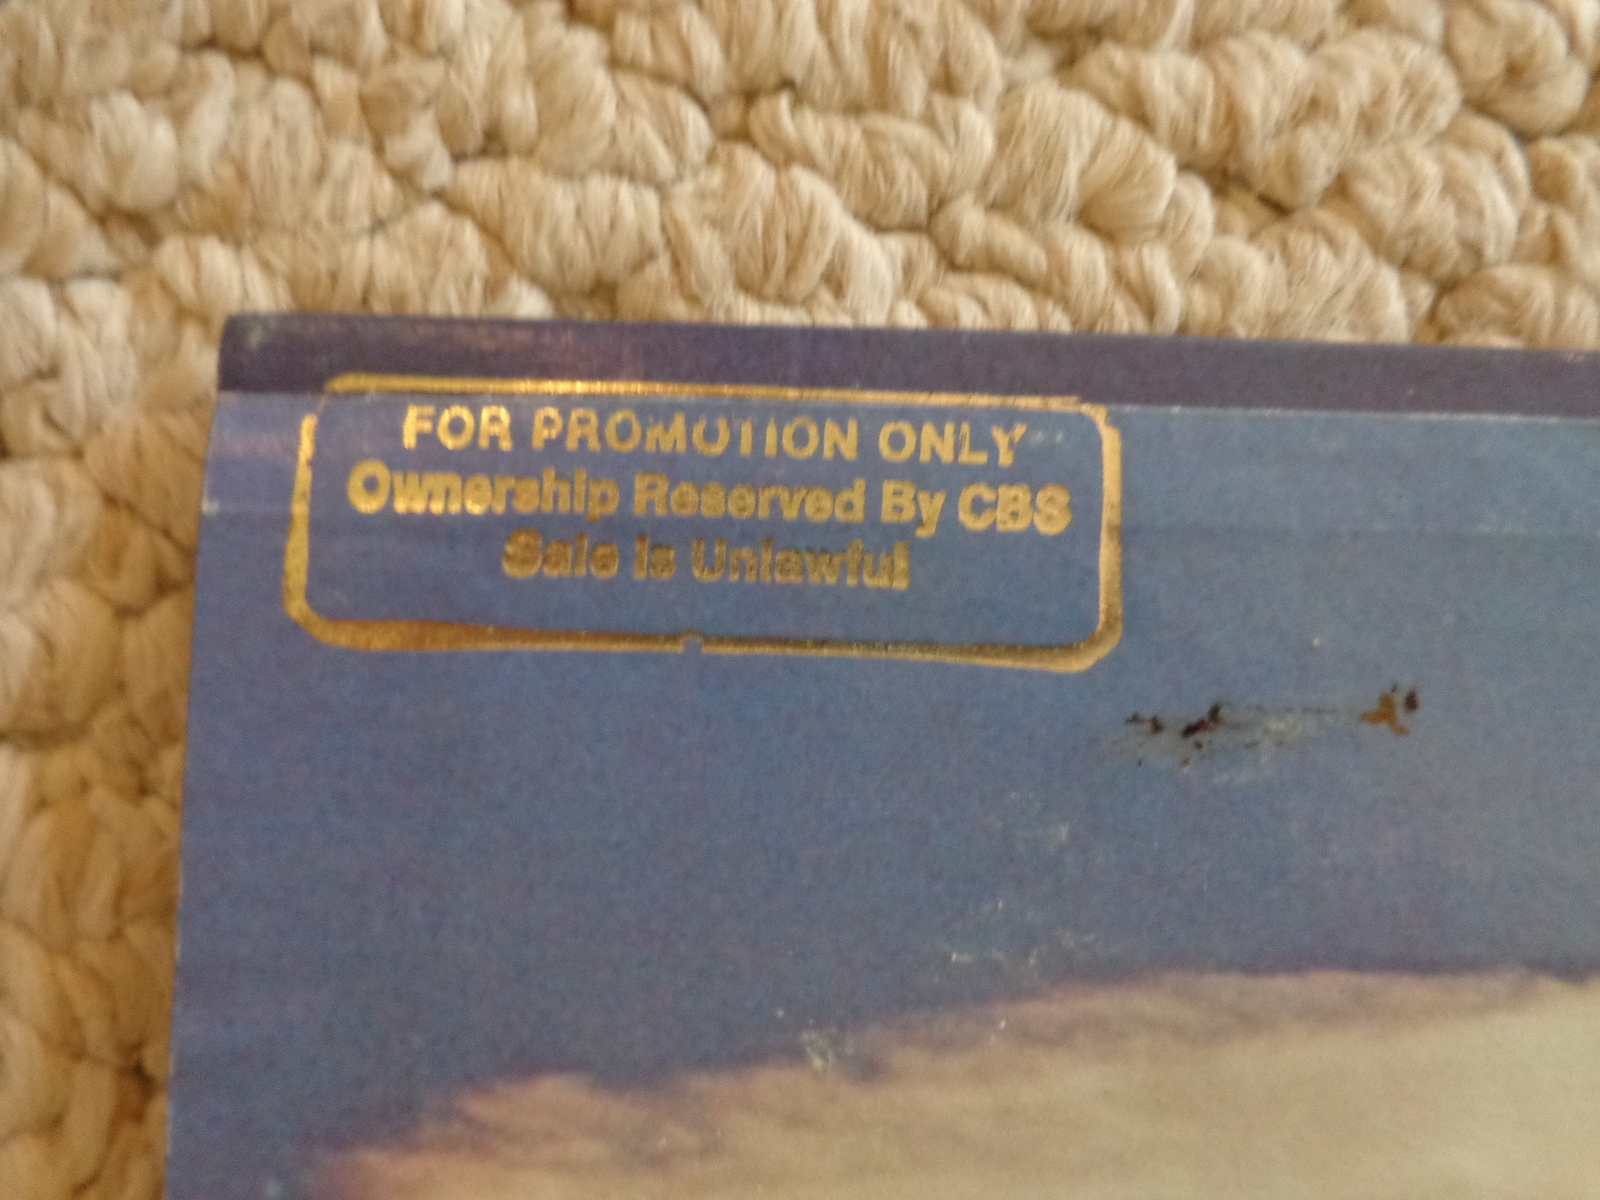 FOR PROMOTION ONLY
Ownership Reserved By CBS
Sale is Unlawful